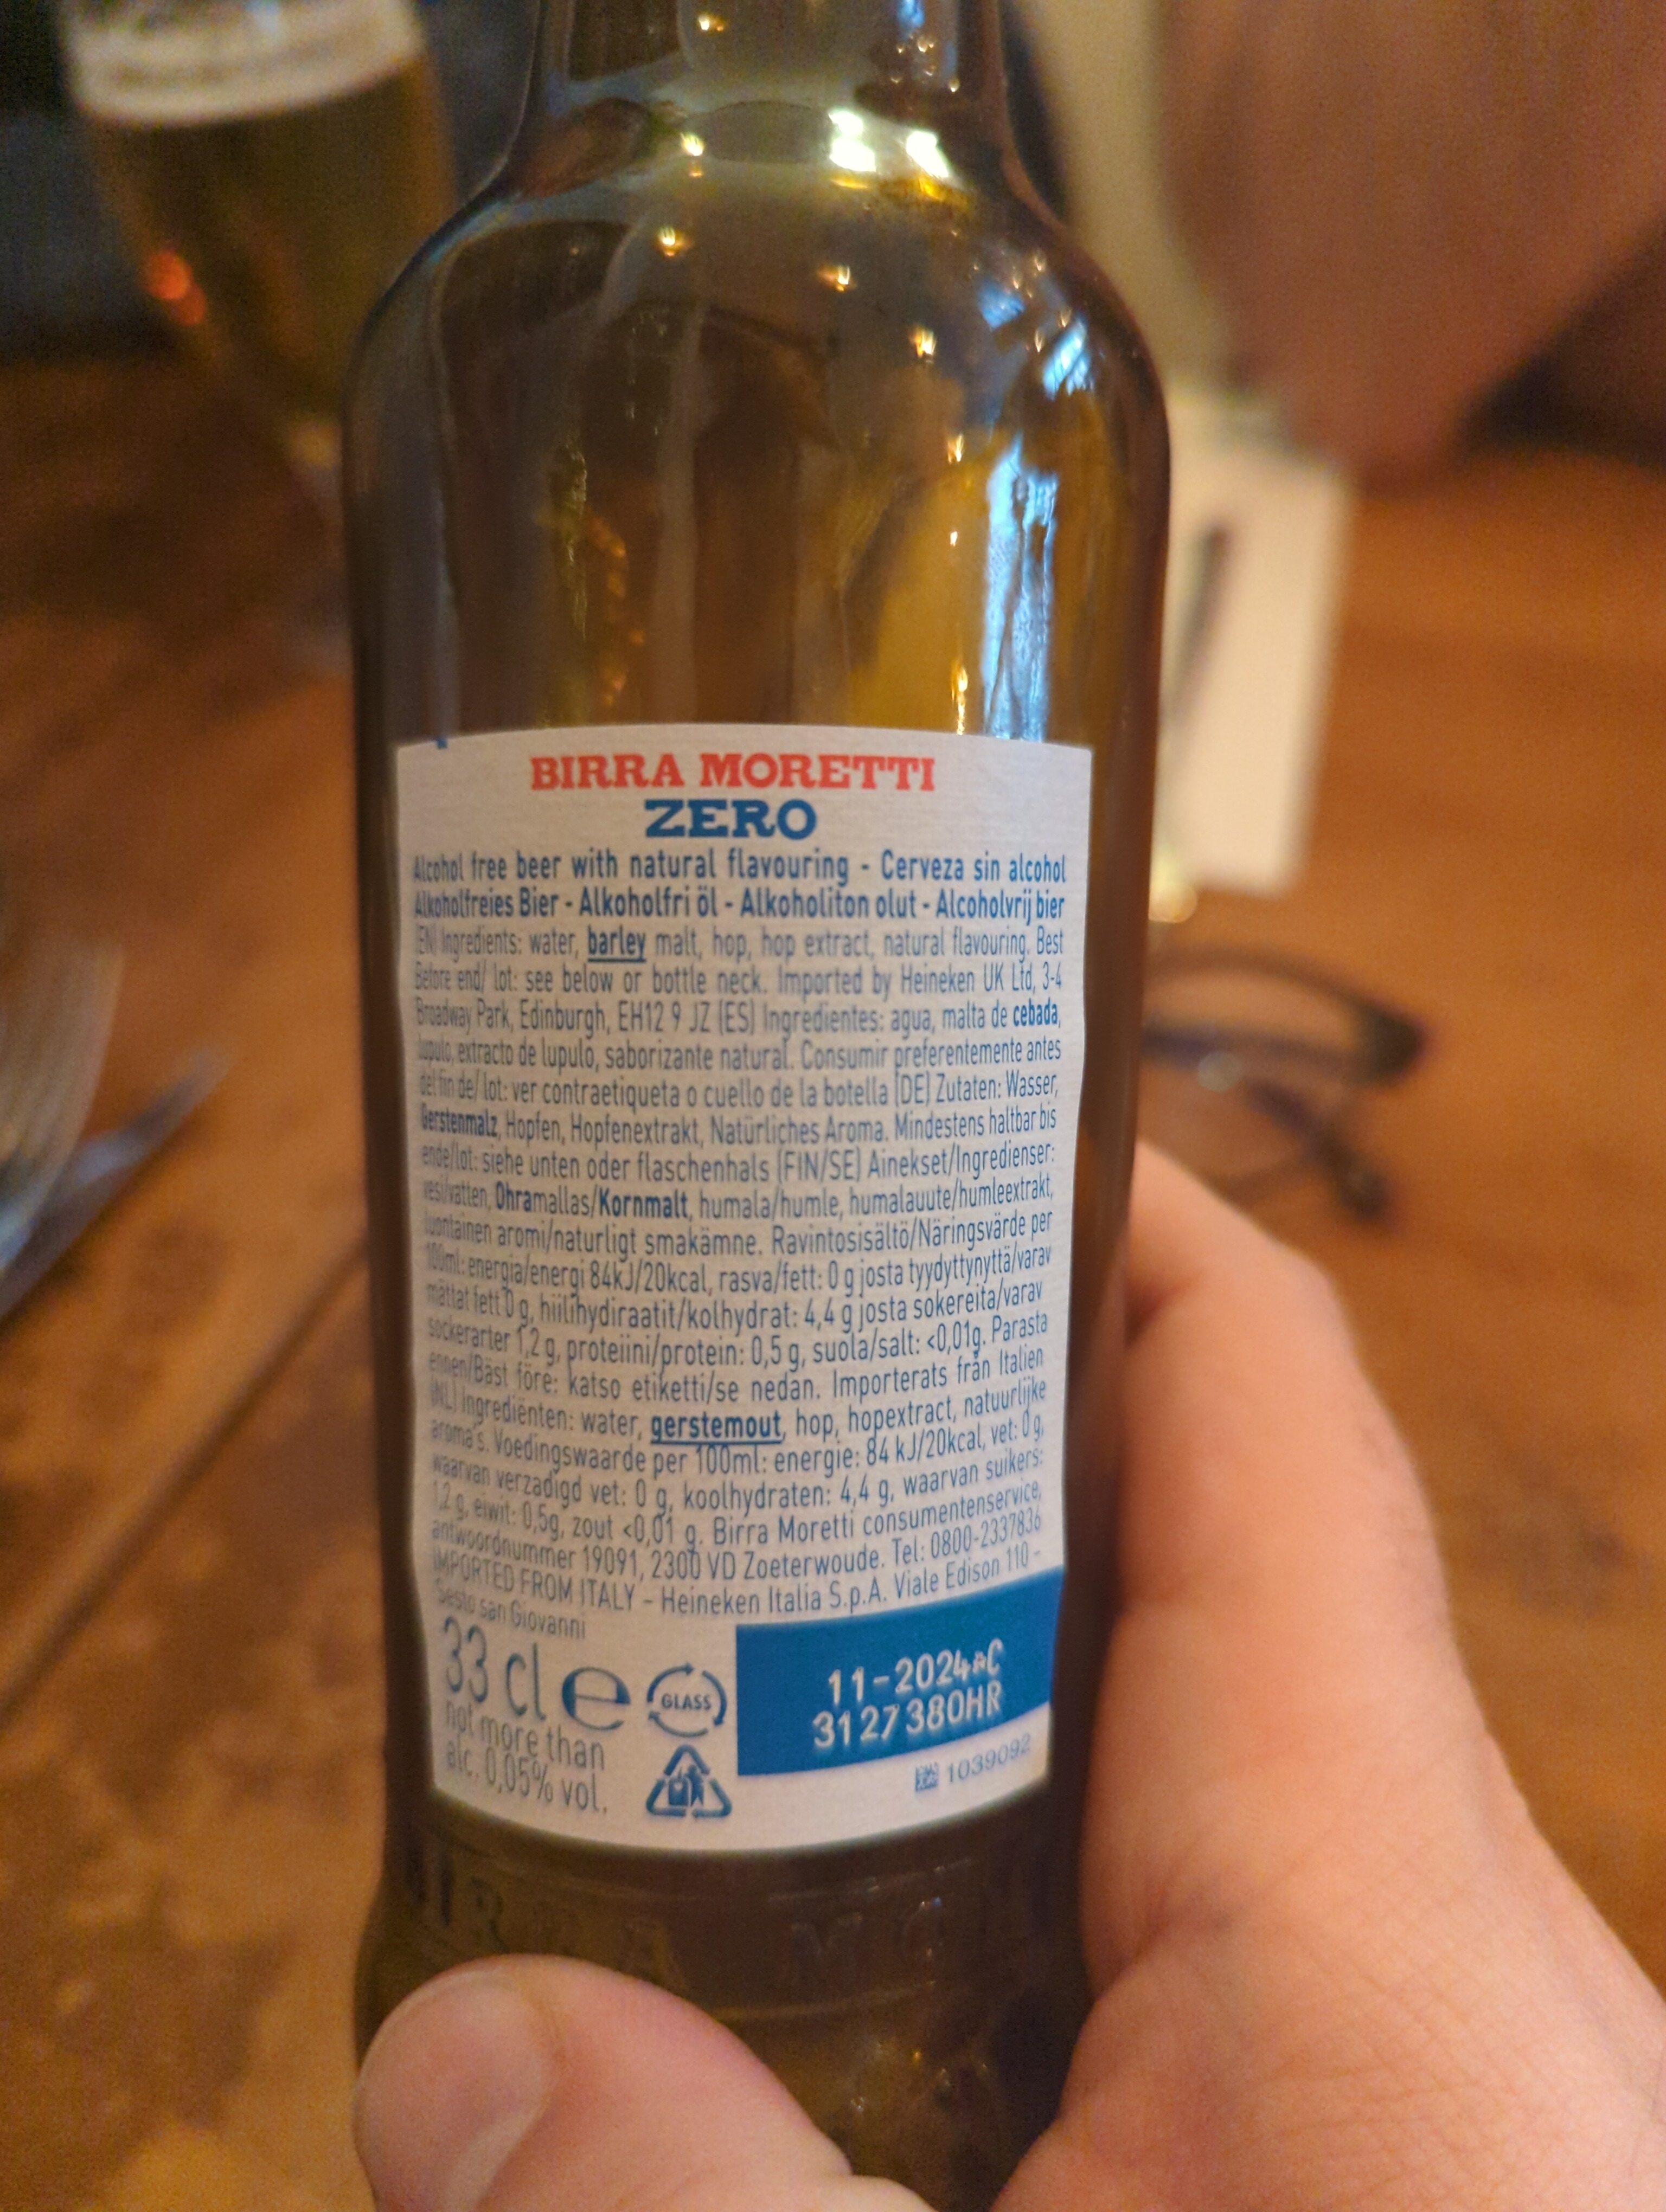 BIRRA MORETTI
ZERO
Alcohol free beer with natural flavouring - Cerveza sin alcohol
Alkoholfreies Bier - Alkoholfri öl - Alkoholiton olut - Alcoholvrij bier
(EN) Ingredients: water, barley malt, hop, hop extract, natural flavouring. Best
Before end/ lot: see below or bottle neck. Imported by Heineken UK Ltd, 3-4
Broadway Park, Edinburgh, EH12 9 JZ (ES) Ingredientes: agua, malta de cebada,
lupulo, extracto de lupulo, saborizante natural. Consumir preferentemente antes
del fin de/ lot: ver contraetiqueta o cuello de la botella (DE) Zutaten: Wasser,
Gerstenmalz, Hopfen, Hopfenextrakt, Natürliches Aroma. Mindestens haltbar bis
ende/lot: siehe unten oder flaschenhals (FIN/SE) Ainekset/Ingredienser:
vesi/vatten, Ohramallas/Kornmalt, humala/humle, humalauute/humleextrakt,
luontainen aromi/naturligt smakämne. Ravintosisältö/Näringsvärde per
100ml: energia/energi 84kJ/20kcal, rasva/fett: 0 g josta tyydyttynyttä/varav
mättat fett 0 g, hiilihydiraatit/kolhydrat: 4,4 g josta sokereita/varav
sockerarter 1,2 g, proteiini/protein: 0,5 g, suola/salt: <0,01g. Parasta
ennen/Bäst före: katso etiketti/se nedan. Importerats från Italien
(NL) Ingrediënten: water, gerstemout, hop, hopextract, natuurlijke
aroma's. Voedingswaarde per 100ml: energie: 84 kJ/20kcal, vet: 0 g,
waarvan verzadigd vet: 0 g, koolhydraten: 4,4 g, waarvan suikers:
1,2 g, eiwit: 0,5g, zout <0,01 g. Birra Moretti consumentenservice,
antwoordnummer 19091, 2300 VD Zoeterwoude. Tel: 0800-2337836
IMPORTED FROM ITALY - Heineken Italia S.p.A. Viale Edison 110 -
Sesto san Giovanni
33 cl e
GLASS
not more than
alc. 0,05% vol.
11-2024*C
3127380HR
1039092